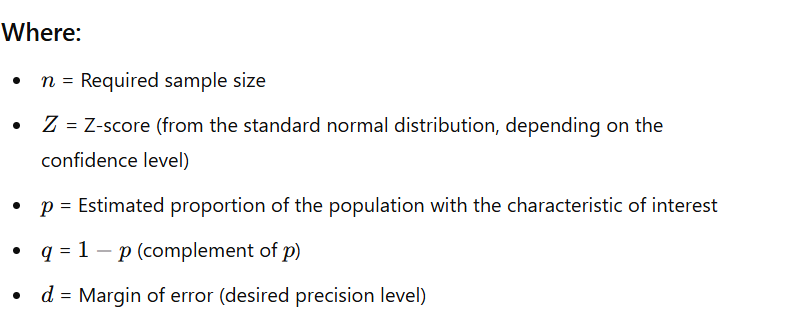 Where:
• n = Required sample size
• Z = Z-score (from the standard normal distribution, depending on the
confidence level)
• p = Estimated proportion of the population with the characteristic of interest
• q = 1 − p (complement of p)
• d = Margin of error (desired precision level)